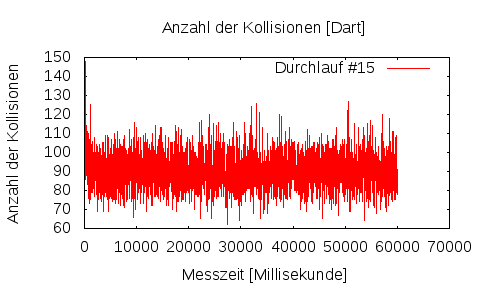 Anzahl der Kollisionen [Dart]
Durchlauf #15
Anzahl der Kollisionen
150
140
130
120
110
100
90
80
70
60
0 10000 20000 30000 40000 50000 60000 70000
Messzeit [Millisekunde]